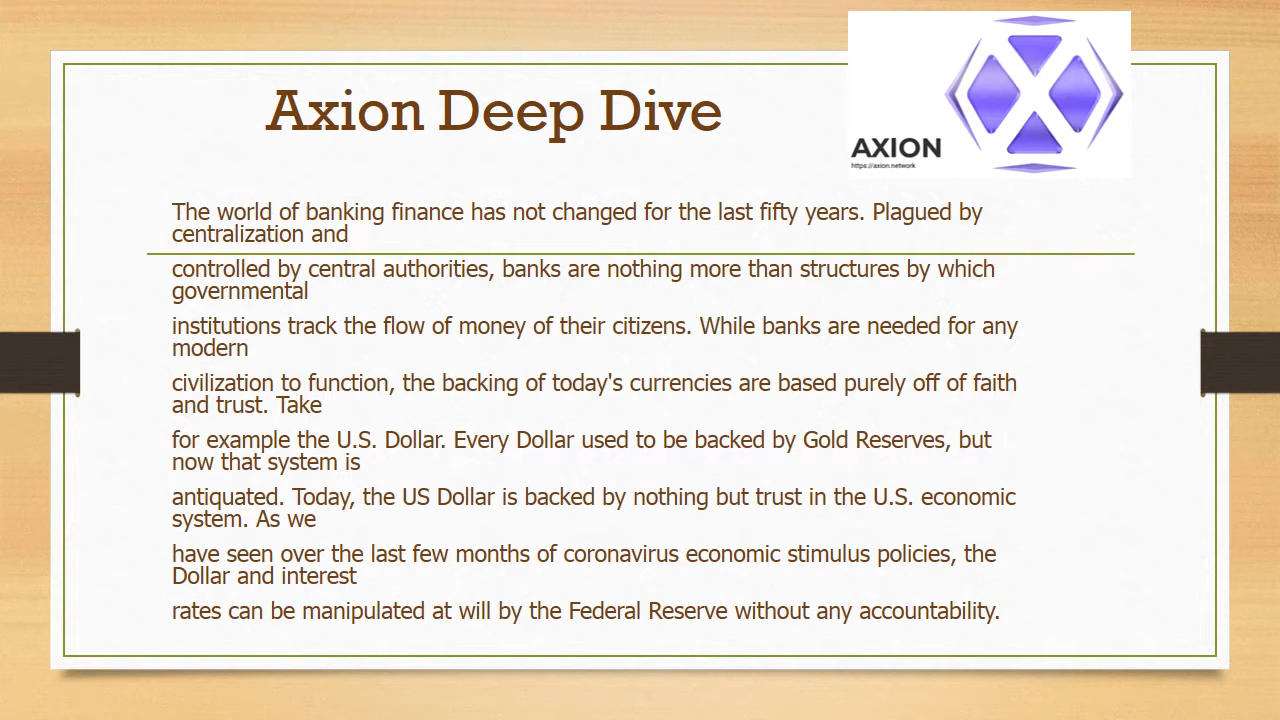 Axion Deep Dive
AXION
https://axion.network
The world of banking finance has not changed for the last fifty years. Plagued by
centralization and
controlled by central authorities, banks are nothing more than structures by which
governmental
institutions track the flow of money of their citizens. While banks are needed for any
modern
civilization to function, the backing of today's currencies are based purely off of faith
and trust. Take
for example the U.S. Dollar. Every Dollar used to be backed by Gold Reserves, but
now that system is
antiquated. Today, the US Dollar is backed by nothing but trust in the U.S. economic
system. As we
have seen over the last few months of coronavirus economic stimulus policies, the
Dollar and interest
rates can be manipulated at will by the Federal Reserve without any accountability.